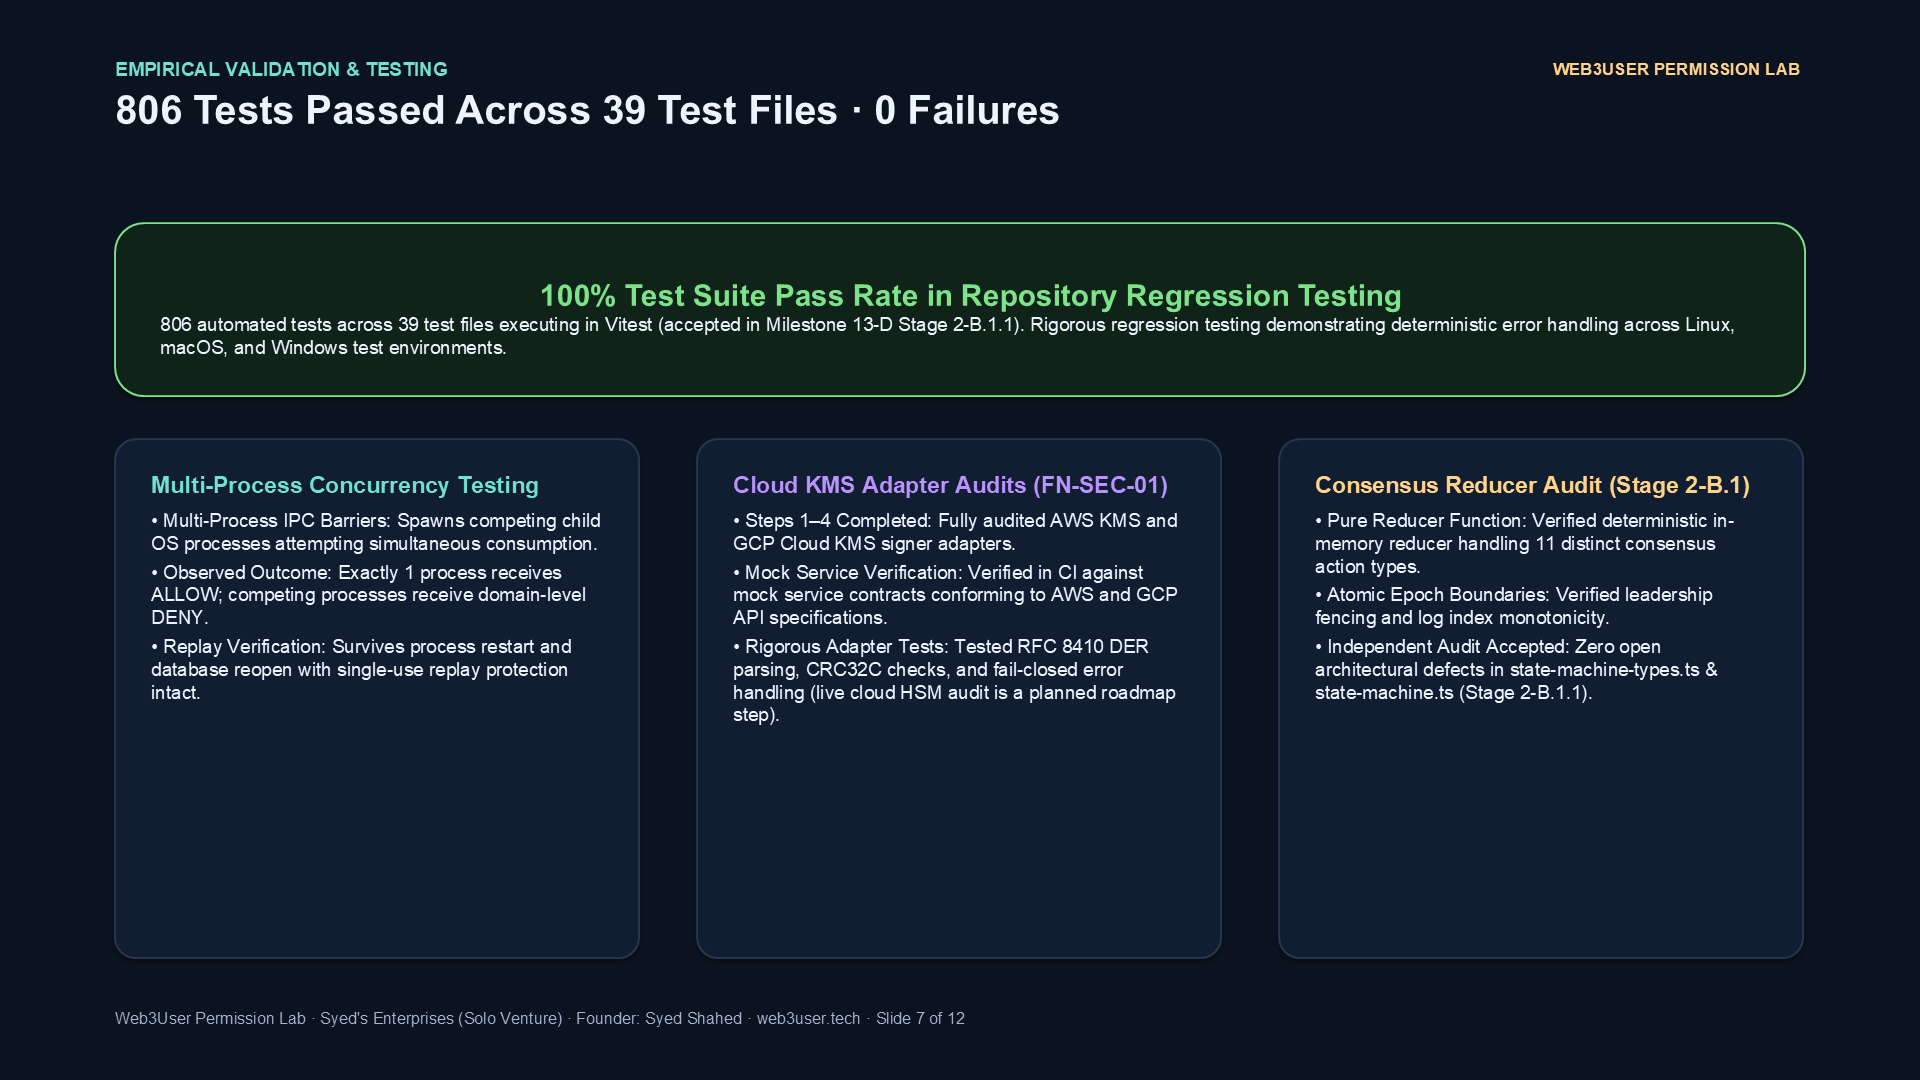 EMPIRICAL VALIDATION & TESTING
WEB3USER PERMISSION LAB
806 Tests Passed Across 39 Test Files · 0 Failures
100% Test Suite Pass Rate in Repository Regression Testing
806 automated tests across 39 test files executing in Vitest (accepted in Milestone 13-D Stage 2-B.1.1). Rigorous regression testing demonstrating deterministic error handling across Linux,
macOS, and Windows test environments.
Multi-Process Concurrency Testing
• Multi-Process IPC Barriers: Spawns competing child
OS processes attempting simultaneous consumption.
• Observed Outcome: Exactly 1 process receives
ALLOW; competing processes receive domain-level
DENY.
• Replay Verification: Survives process restart and
database reopen with single-use replay protection
intact.
Cloud KMS Adapter Audits (FN-SEC-01)
• Steps 1–4 Completed: Fully audited AWS KMS and
GCP Cloud KMS signer adapters.
• Mock Service Verification: Verified in CI against
mock service contracts conforming to AWS and GCP
API specifications.
• Rigorous Adapter Tests: Tested RFC 8410 DER
parsing, CRC32C checks, and fail-closed error
handling (live cloud HSM audit is a planned roadmap
step).
Consensus Reducer Audit (Stage 2-B.1)
• Pure Reducer Function: Verified deterministic in-
memory reducer handling 11 distinct consensus
action types.
• Atomic Epoch Boundaries: Verified leadership
fencing and log index monotonicity.
• Independent Audit Accepted: Zero open
architectural defects in state-machine-types.ts &
state-machine.ts (Stage 2-B.1.1).
Web3User Permission Lab · Syed's Enterprises (Solo Venture) · Founder: Syed Shahed · web3user.tech · Slide 7 of 12